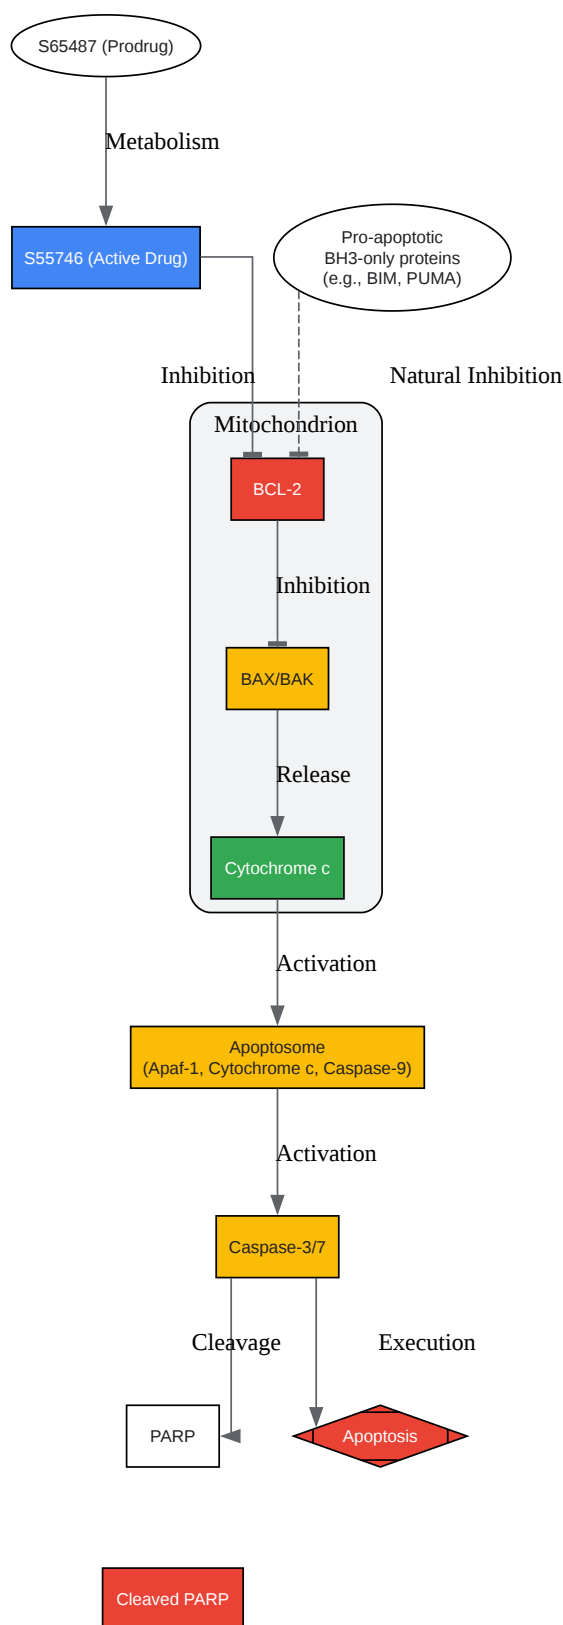 S65487 (Prodrug)
Metabolism
S55746 (Active Drug)
Pro-apoptotic
BH3-only proteins
(e.g., BIM, PUMA)
Inhibition
Natural Inhibition
Mitochondrion
BCL-2
Inhibition
BAX/BAK
Release
Cytochrome c
Activation
Apoptosome
(Apaf-1, Cytochrome c, Caspase-9)
Activation
Caspase-3/7
Cleavage
Execution
PARP
Apoptosis
Cleaved PARP